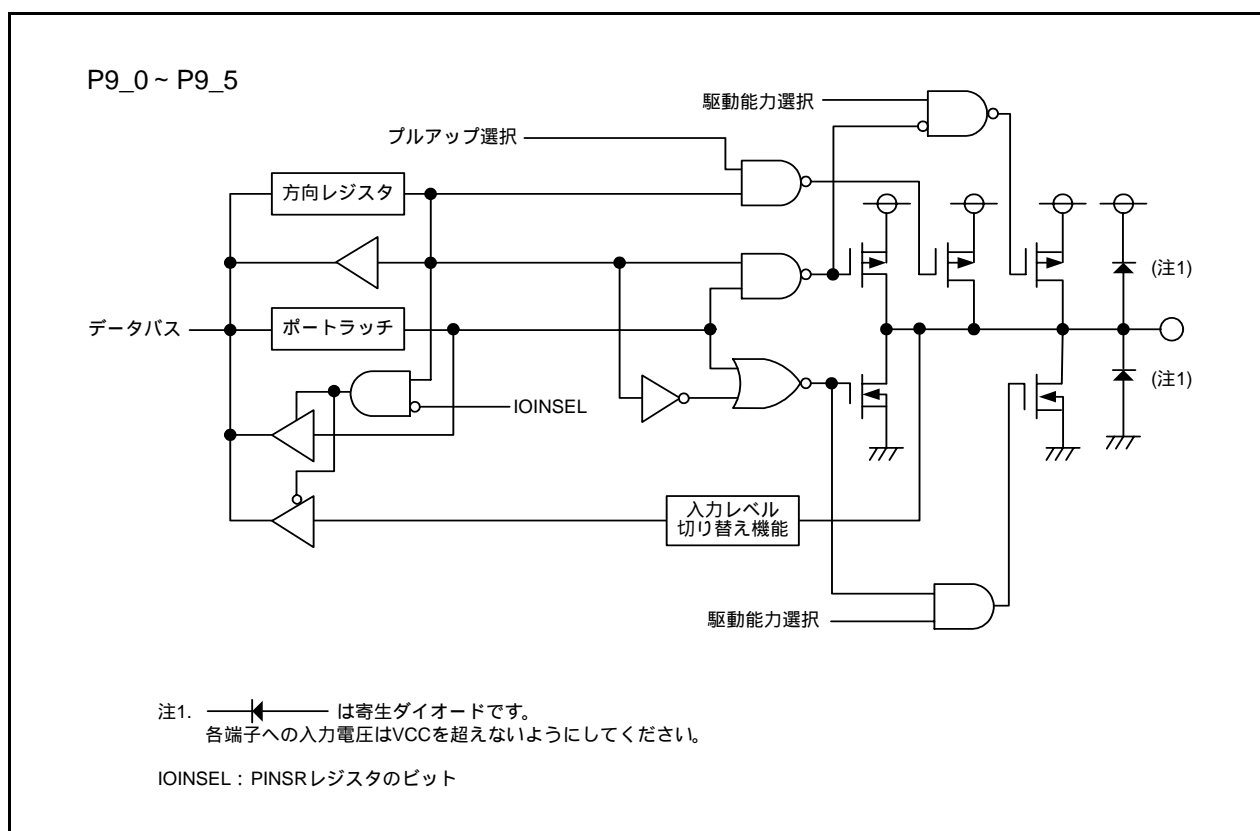 P9_0 ~ P9_5
駆動能力選択
プルアップ選択
方向レジスタ
(注1)
データバス
ポートラッチ
(注1)
IOINSEL
入力レベル
切り替え機能
駆動能力選択
注1. は寄生ダイオードです。
各端子への入力電圧はVCCを超えないようにしてください。
IOINSEL : PINSRレジスタのビット